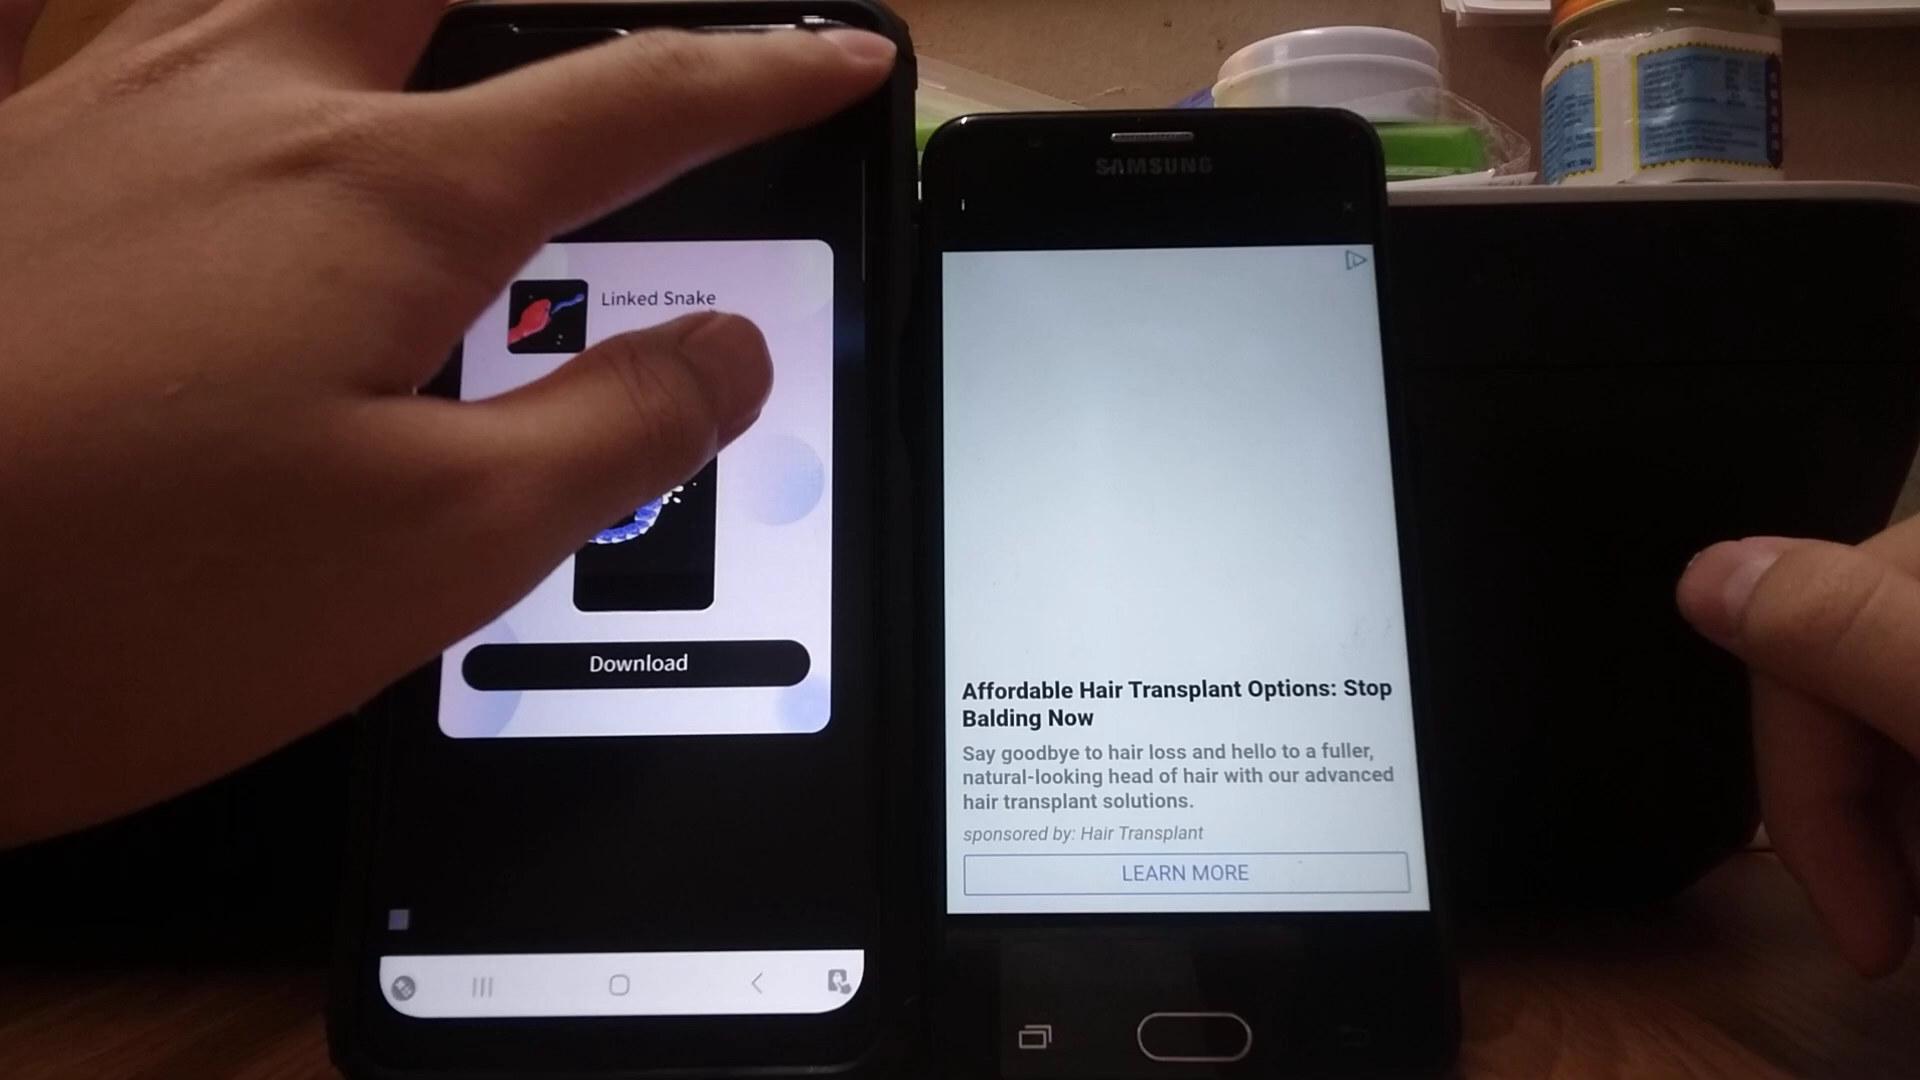 Linked Snake
Download
SAMSUNG
Affordable Hair Transplant Options: Stop
Balding Now
Say goodbye to hair loss and hello to a fuller,
natural-looking head of hair with our advanced
hair transplant solutions.
sponsored by: Hair Transplant
LEARN MORE